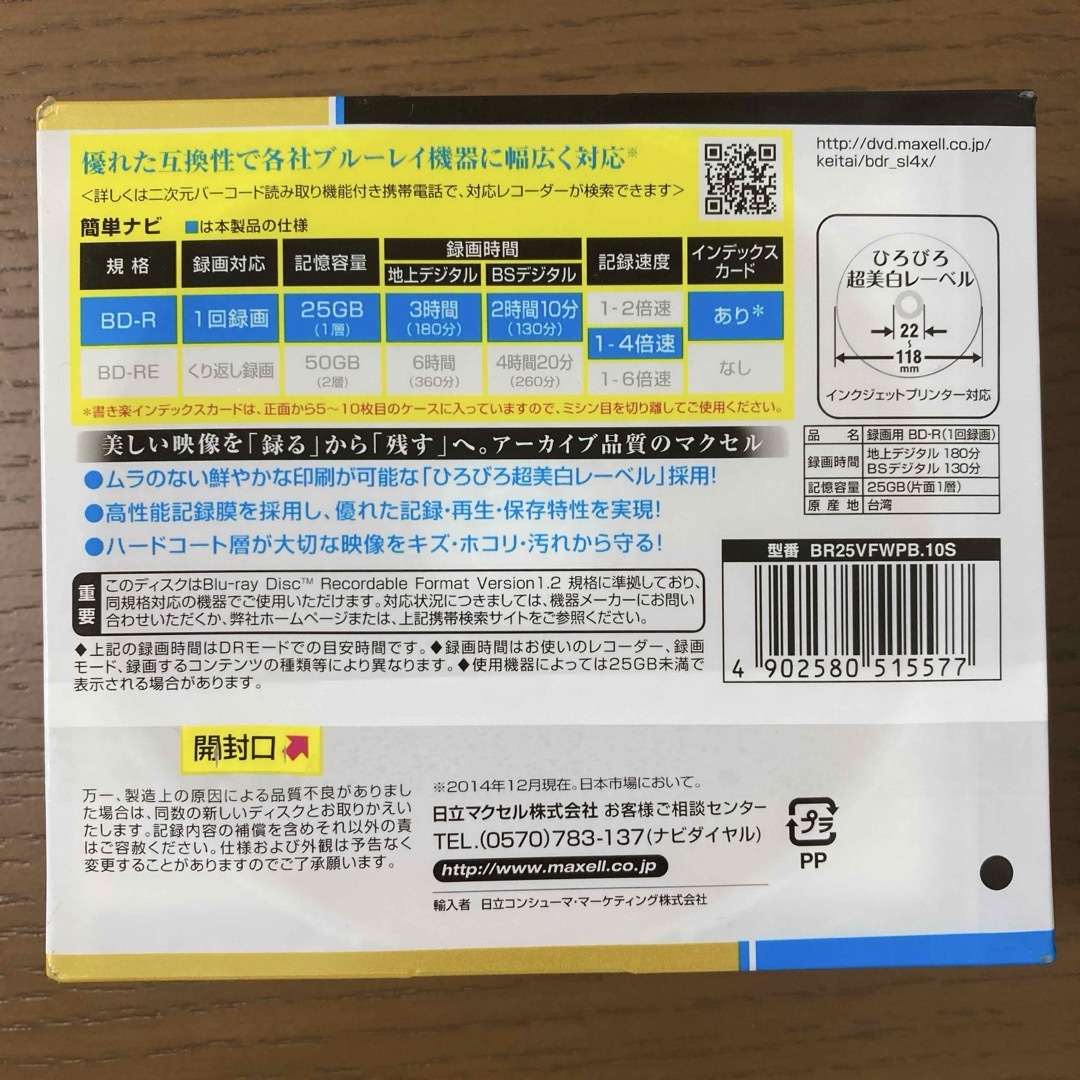 優れた互換性で各社ブルーレイ機器に幅広く対応※
<詳しくは二次元バーコード読み取り機能付き携帯電話で、対応レコーダーが検索できます>
http://dvd.maxell.co.jp/
keitai/bdr_sl4x/
簡単ナビ ■は本製品の仕様
規格 録画対応 記憶容量 録画時間 記録速度 インデックス
カード
地上デジタル BSデジタル
BD-R 1回録画 25GB
(1層) 3時間
(180分) 2時間10分
(130分) 1-2倍速
1-4倍速 あり*
BD-RE くり返し録画 50GB
(2層) 6時間
(360分) 4時間20分
(260分) 1-6倍速 なし
*書き楽インデックスカードは、正面から5〜10枚目のケースに入っていますので、ミシン目を切り離してご使用ください。
ひろびろ
超美白レーベル
22
〜
118
mm
インクジェットプリンター対応
美しい映像を「録る」から「残す」へ。アーカイブ品質のマクセル
●ムラのない鮮やかな印刷が可能な「ひろびろ超美白レーベル」採用!
●高性能記録膜を採用し、優れた記録・再生・保存特性を実現!
●ハードコート層が大切な映像をキズ・ホコリ・汚れから守る!
品名 録画用 BD-R(1回録画)
録画時間 地上デジタル 180分
BSデジタル 130分
記憶容量 25GB(片面1層)
原産地 台湾
重要 このディスクはBlu-ray Disc™ Recordable Format Version1.2 規格に準拠しており、
同規格対応の機器でご使用いただけます。対応状況につきましては、機器メーカーにお問い
合わせいただくか、弊社ホームページまたは、上記携帯検索サイトをご参照ください。
◆上記の録画時間はDRモードでの目安時間です。◆録画時間はお使いのレコーダー、録画
モード、録画するコンテンツの種類等により異なります。◆使用機器によっては25GB未満で
表示される場合があります。
型番 BR25VFWPB.10S
4 902580 515577
開封口
万一、製造上の原因による品質不良がありまし
た場合は、同数の新しいディスクとお取りかえい
たします。記録内容の補償を含めそれ以外の責
はご容赦ください。仕様および外観は予告なく
変更することがありますのでご了承願います。
※2014年12月現在。日本市場において。
日立マクセル株式会社 お客様ご相談センター
TEL.(0570)783-137(ナビダイヤル)
http://www.maxell.co.jp
輸入者 日立コンシューマ・マーケティング株式会社
プラ
PP